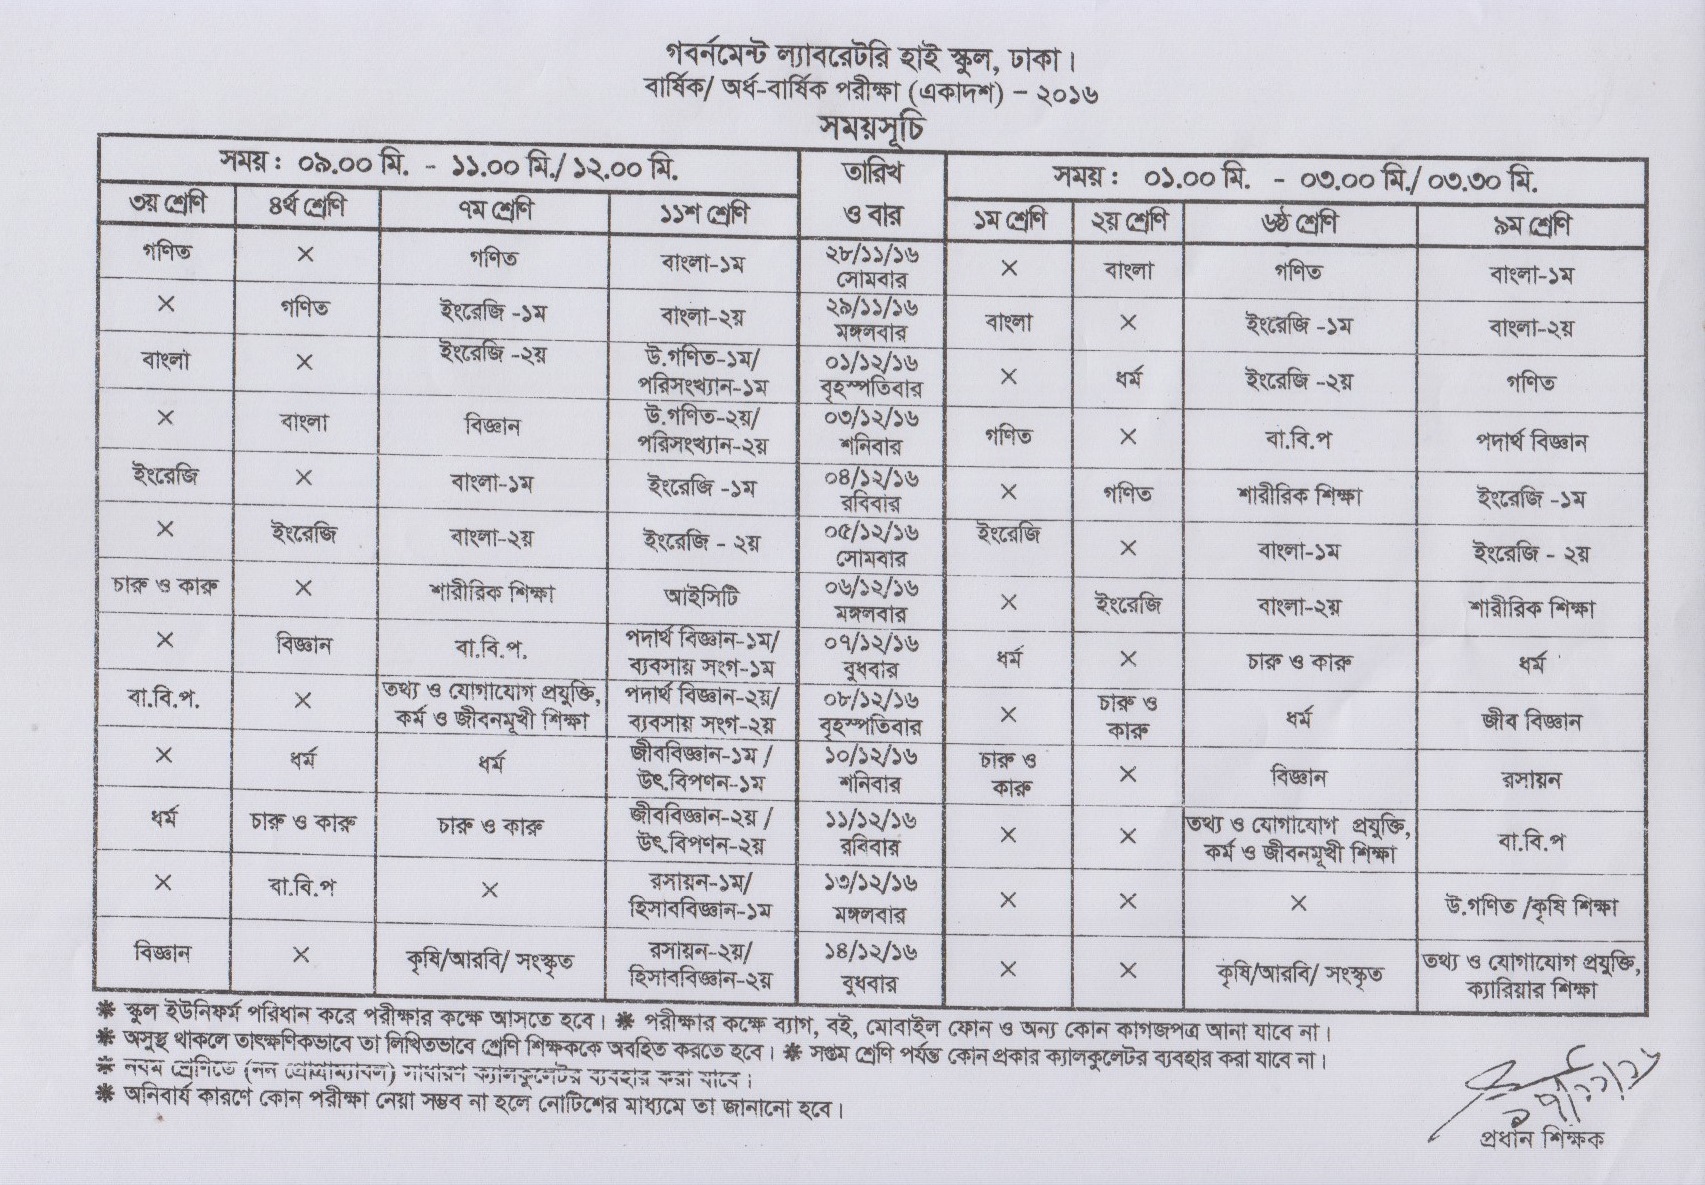 গবর্নমেন্ট ল্যাবরেটরি হাই স্কুল, ঢাকা।
বার্ষিক/ অর্ধ-বার্ষিক পরীক্ষা (একাদশ) – ২০১৬
সময়সূচি
সময় : ০৯.০০ মি. - ১১.০০ মি./ ১২.০০ মি. তারিখ ও বার সময় : ০১.০০ মি. - ০৩.০০ মি./ ০৩.৩০ মি.
৩য় শ্রেণি ৪র্থ শ্রেণি ৭ম শ্রেণি ১১শ শ্রেণি ১ম শ্রেণি ২য় শ্রেণি ৬ষ্ঠ শ্রেণি ৯ম শ্রেণি
গণিত × গণিত বাংলা-১ম ২৮/১১/১৬ সোমবার × বাংলা গণিত বাংলা-১ম
× গণিত ইংরেজি -১ম বাংলা-২য় ২৯/১১/১৬ মঙ্গলবার বাংলা × ইংরেজি -১ম বাংলা-২য়
বাংলা × ইংরেজি -২য় উ.গণিত-১ম/ পরিসংখ্যান-১ম ০১/১২/১৬ বৃহস্পতিবার × ধর্ম ইংরেজি -২য় গণিত
× বাংলা বিজ্ঞান উ.গণিত-২য়/ পরিসংখ্যান-২য় ০৩/১২/১৬ শনিবার গণিত × বা.বি.প পদার্থ বিজ্ঞান
ইংরেজি × বাংলা-১ম ইংরেজি -১ম ০৪/১২/১৬ রবিবার × গণিত শারীরিক শিক্ষা ইংরেজি -১ম
× ইংরেজি বাংলা-২য় ইংরেজি - ২য় ০৫/১২/১৬ সোমবার ইংরেজি × বাংলা-১ম ইংরেজি - ২য়
চারু ও কারু × শারীরিক শিক্ষা আইসিটি ০৬/১২/১৬ মঙ্গলবার × ইংরেজি বাংলা-২য় শারীরিক শিক্ষা
× বিজ্ঞান বা.বি.প. পদার্থ বিজ্ঞান-১ম/ ব্যবসায় সংগ-১ম ০৭/১২/১৬ বুধবার ধর্ম × চারু ও কারু ধর্ম
বা.বি.প. × তথ্য ও যোগাযোগ প্রযুক্তি, কর্ম ও জীবনমূখী শিক্ষা পদার্থ বিজ্ঞান-২য়/ ব্যবসায় সংগ-২য় ০৮/১২/১৬ বৃহস্পতিবার × চারু ও কারু ধর্ম জীব বিজ্ঞান
× ধর্ম ধর্ম জীববিজ্ঞান-১ম / উৎ.বিপণন-১ম ১০/১২/১৬ শনিবার চারু ও কারু × বিজ্ঞান রসায়ন
ধর্ম চারু ও কারু চারু ও কারু জীববিজ্ঞান-২য় / উৎ.বিপণন-২য় ১১/১২/১৬ রবিবার × × তথ্য ও যোগাযোগ প্রযুক্তি, কর্ম ও জীবনমূখী শিক্ষা বা.বি.প
× বা.বি.প × রসায়ন-১ম/ হিসাববিজ্ঞান-১ম ১৩/১২/১৬ মঙ্গলবার × × × উ.গণিত /কৃষি শিক্ষা
বিজ্ঞান × কৃষি/আরবি/ সংস্কৃত রসায়ন-২য়/ হিসাববিজ্ঞান-২য় ১৪/১২/১৬ বুধবার × × কৃষি/আরবি/ সংস্কৃত তথ্য ও যোগাযোগ প্রযুক্তি, ক্যারিয়ার শিক্ষা
* স্কুল ইউনিফর্ম পরিধান করে পরীক্ষার কক্ষে আসতে হবে। * পরীক্ষার কক্ষে ব্যাগ, বই, মোবাইল ফোন ও অন্য কোন কাগজপত্র আনা যাবে না।
* অসুস্থ থাকলে তাৎক্ষণিকভাবে তা লিখিতভাবে শ্রেণি শিক্ষককে অবহিত করতে হবে। * সপ্তম শ্রেণি পর্যন্ত কোন প্রকার ক্যালকুলেটর ব্যবহার করা যাবে না।
* নবম শ্রেণিতে (নন প্রোগ্রাম্যাবল) সাধারণ ক্যালকুলেটর ব্যবহার করা যাবে।
* অনিবার্য কারণে কোন পরীক্ষা নেয়া সম্ভব না হলে নোটিশের মাধ্যমে তা জানানো হবে।
প্রধান শিক্ষক